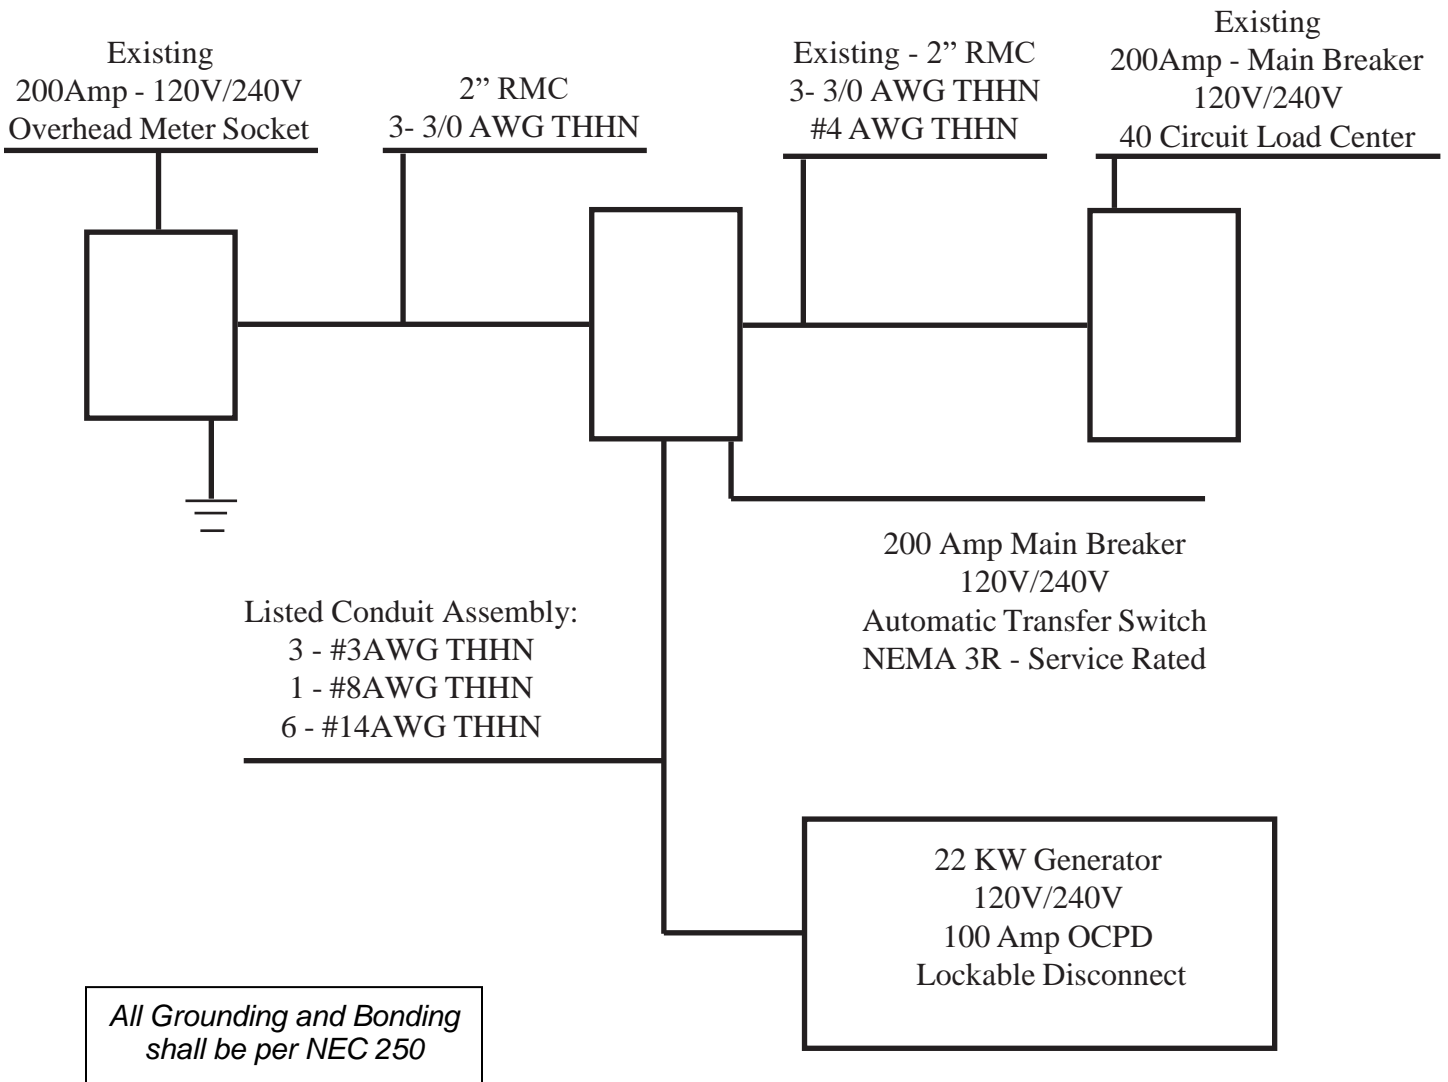 Existing
200Amp - 120V/240V
Overhead Meter Socket
2” RMC
3- 3/0 AWG THHN
Existing - 2” RMC
3- 3/0 AWG THHN
#4 AWG THHN
Existing
200Amp - Main Breaker
120V/240V
40 Circuit Load Center
200 Amp Main Breaker
120V/240V
Automatic Transfer Switch
NEMA 3R - Service Rated
Listed Conduit Assembly:
3 - #3AWG THHN
1 - #8AWG THHN
6 - #14AWG THHN
22 KW Generator
120V/240V
100 Amp OCPD
Lockable Disconnect
All Grounding and Bonding
shall be per NEC 250